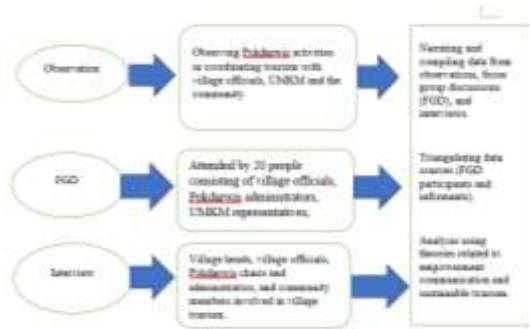 Observation
Observing Pokdarwis activities
in coordinating tourism with
village officials, UMKM and the
community.
Narrating and
compiling data from
observations, focus
group discussions
(FGD), and
interviews.
FGD
Attended by 20 people
consisting of village officials,
Pokdarwis administrators,
UMKM representatives,
Triangulating data
sources (FGD
participants and
informants).
Interview
Village heads, village officials,
Pokdarwis chairs and
administrators, and community
members involved in village
tourism.
Analysis using
theories related to
empowerment
communication and
sustainable tourism.